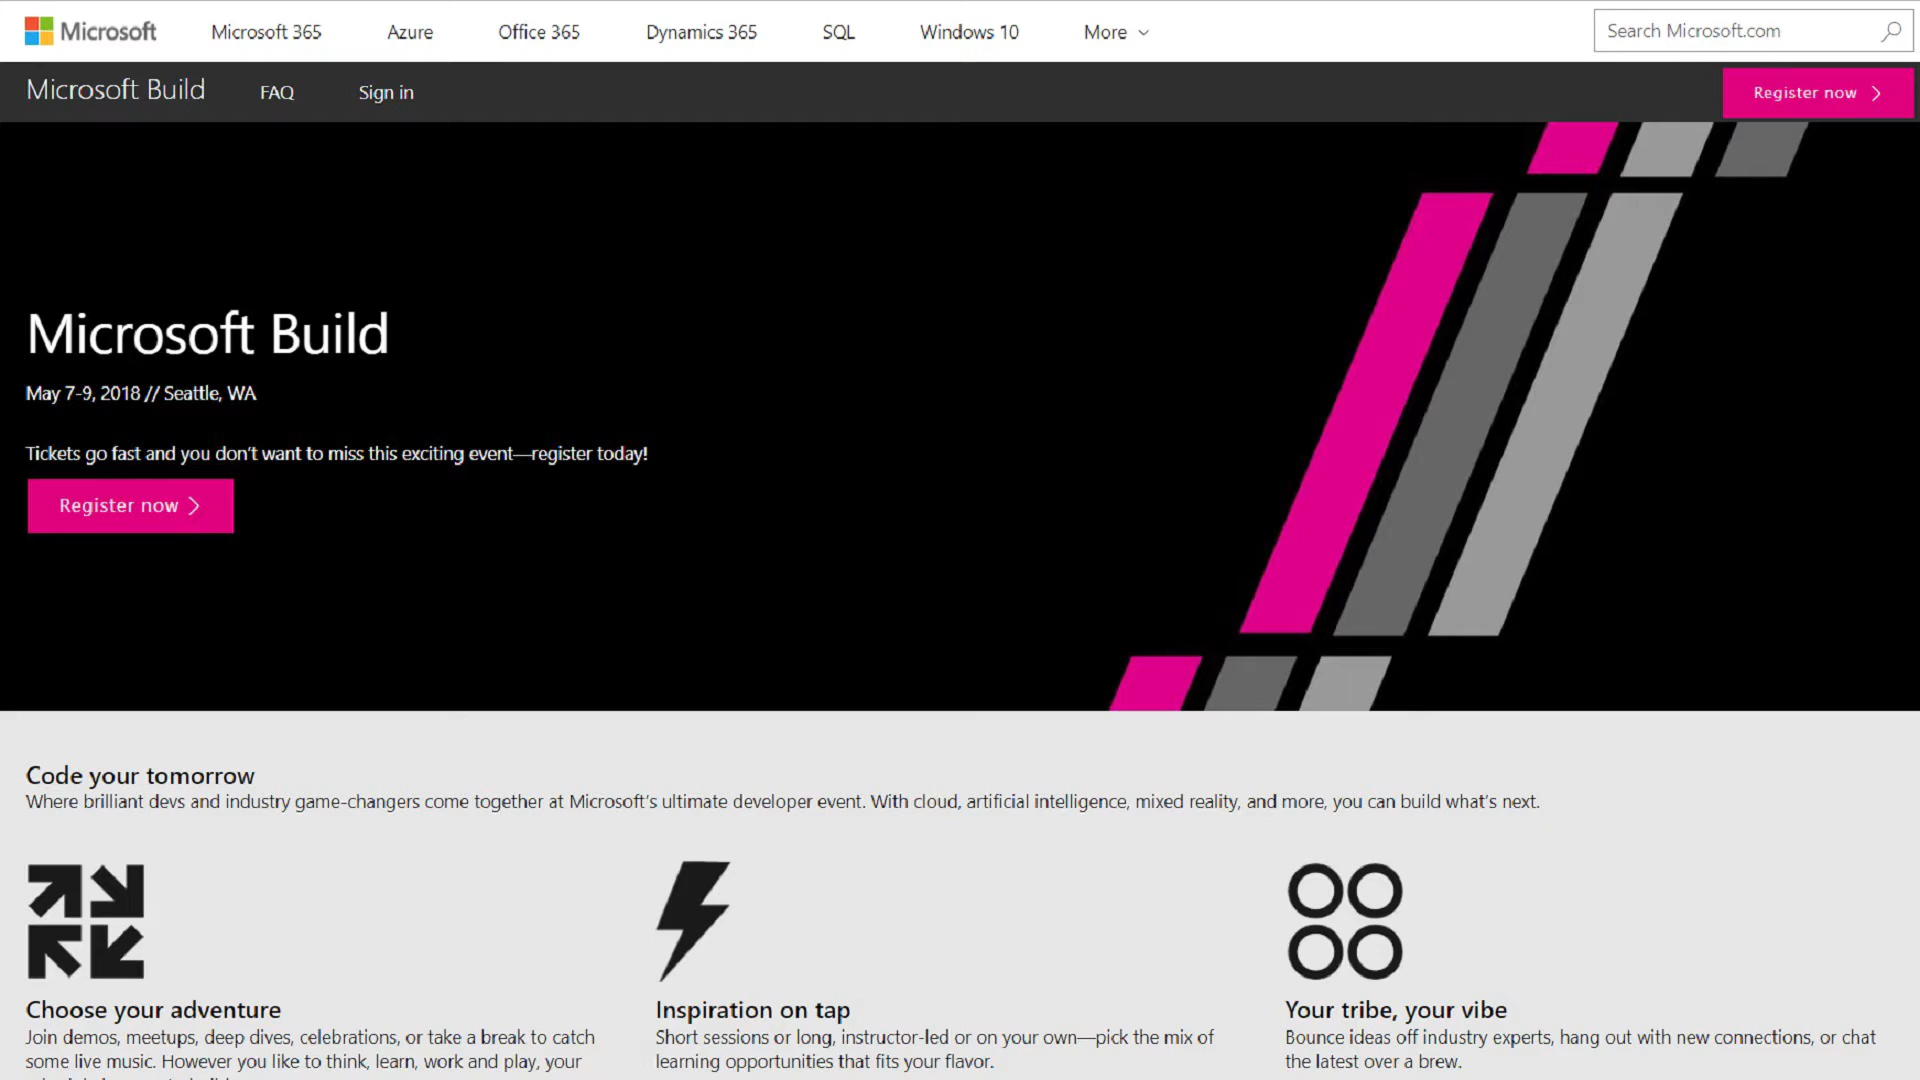 Microsoft
Microsoft 365
Azure
Office 365
Dynamics 365
SQL
Windows 10
More
Search Microsoft.com
Microsoft Build
FAQ
Sign in
Register now
Microsoft Build
May 7-9, 2018 // Seattle, WA
Tickets go fast and you don't want to miss this exciting event—register today!
Register now
Code your tomorrow
Where brilliant devs and industry game-changers come together at Microsoft's ultimate developer event. With cloud, artificial intelligence, mixed reality, and more, you can build what's next.
Choose your adventure
Join demos, meetups, deep dives, celebrations, or take a break to catch
some live music. However you like to think, learn, work and play, your
Inspiration on tap
Short sessions or long, instructor-led or on your own—pick the mix of
learning opportunities that fits your flavor.
Your tribe, your vibe
Bounce ideas off industry experts, hang out with new connections, or chat
the latest over a brew.